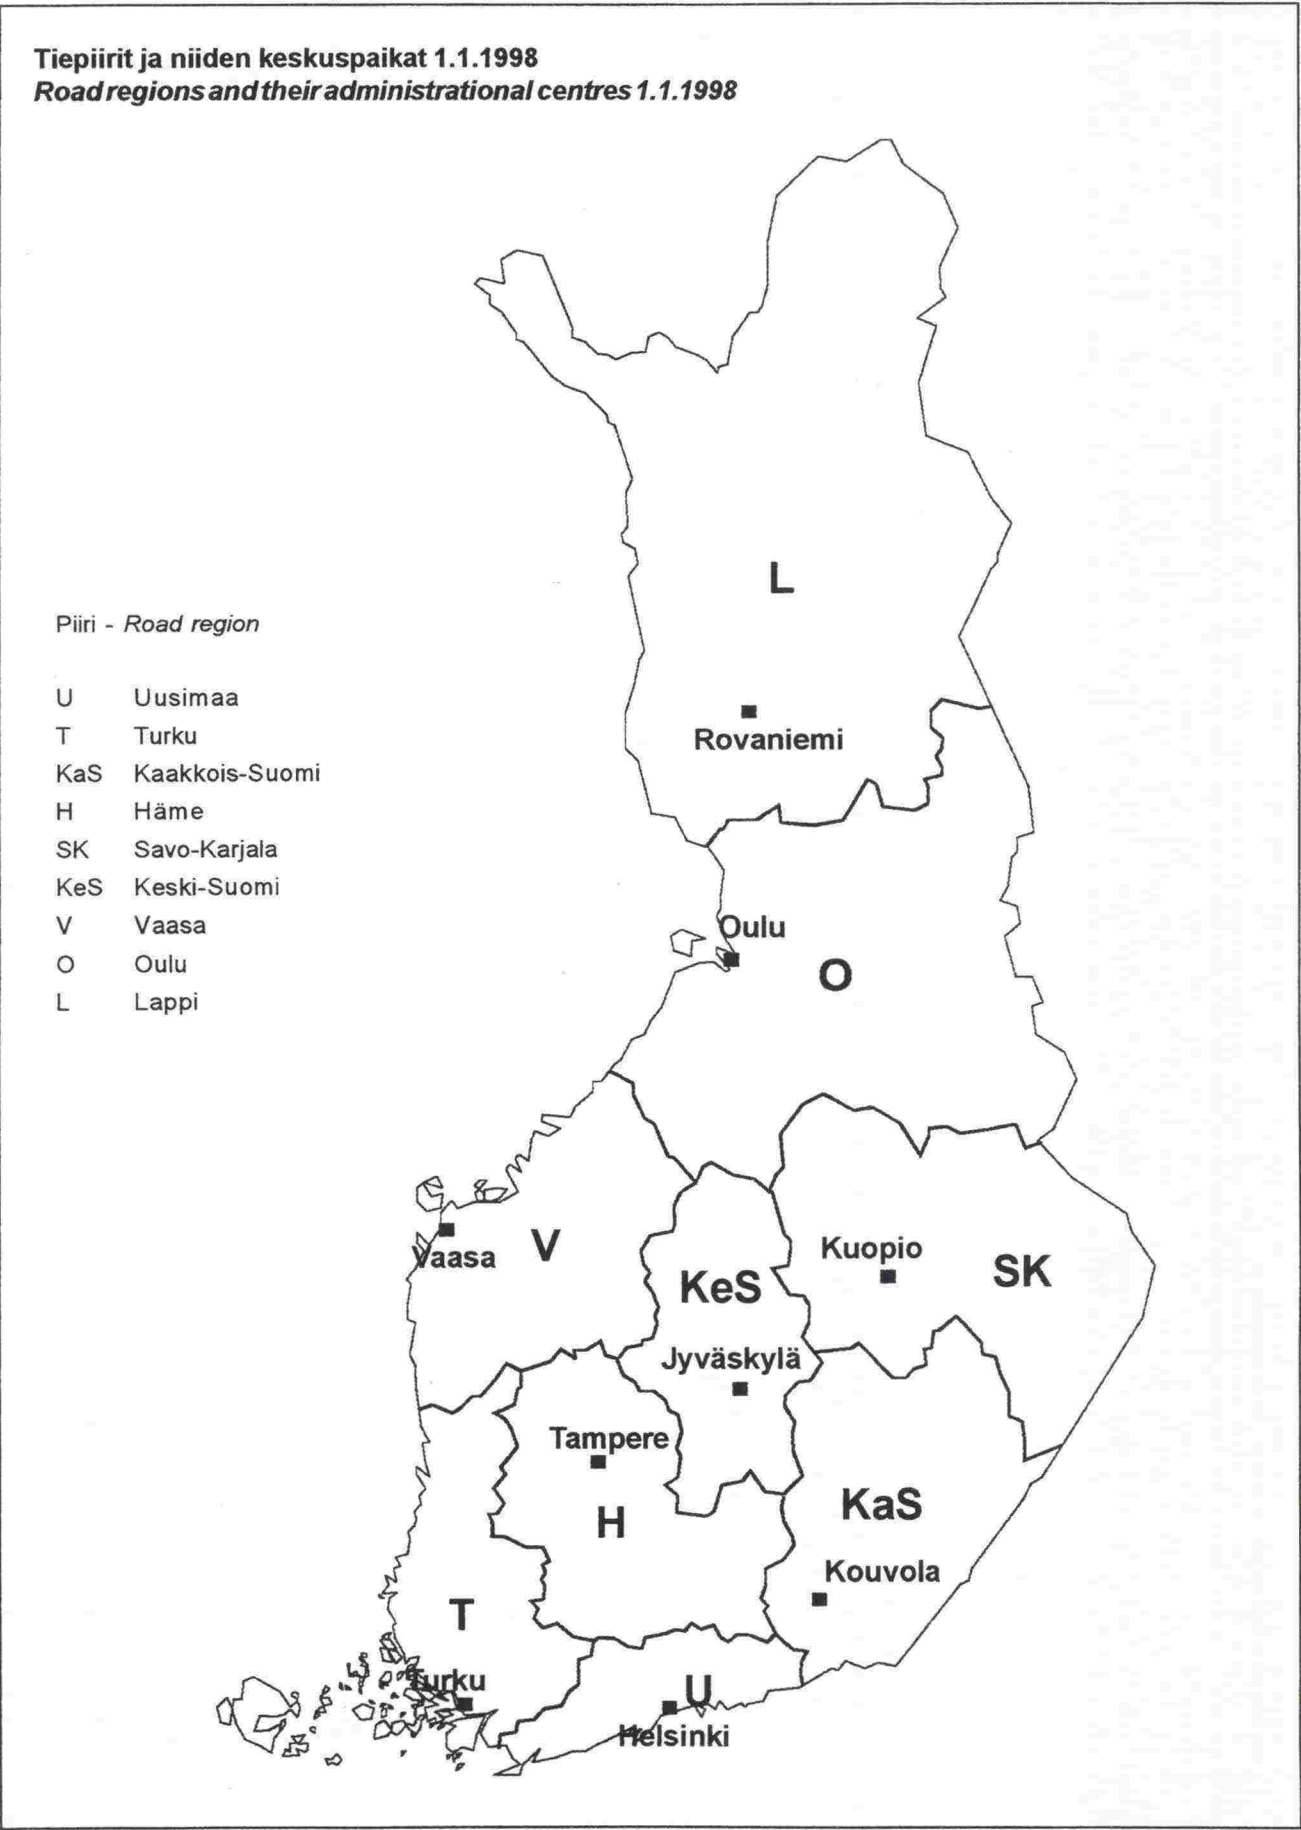 Tiepiirit ja niiden keskuspaikat 1.1.1998
Road regions and their administrational centres 1.1.1998
Piiri - Road region
U Uusimaa
T Turku
KaS Kaakkois-Suomi
H Häme
SK Savo-Karjala
KeS Keski-Suomi
V Vaasa
O Oulu
L Lappi
L
Rovaniemi
Oulu
O
Vaasa
V
KeS
Kuopio
SK
Jyväskylä
Tampere
H
KaS
Kouvola
T
Turku
U
Helsinki